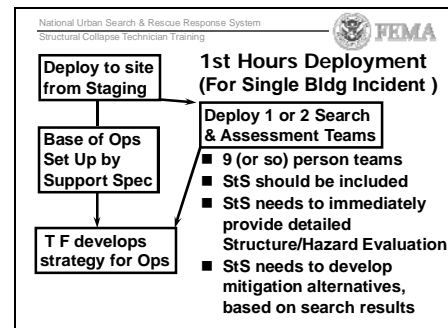 National Urban Search & Rescue Response System
Structural Collapse Technician Training
FEMA
1st Hours Deployment
(For Single Bldg Incident )
Deploy to site
from Staging
Deploy 1 or 2 Search
& Assessment Teams
Base of Ops
Set Up by
Support Spec
T F develops
strategy for Ops
■ 9 (or so) person teams
■ StS should be included
■ StS needs to immediately
provide detailed
Structure/Hazard Evaluation
■ StS needs to develop
mitigation alternatives,
based on search results